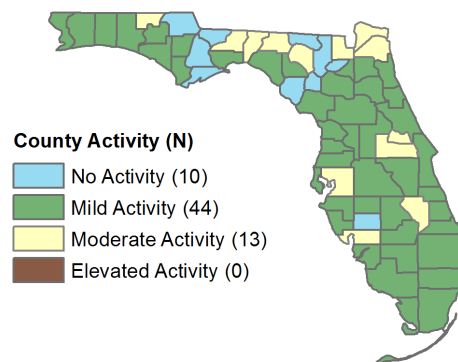 County Activity (N)
No Activity (10)
Mild Activity (44)
Moderate Activity (13)
Elevated Activity (0)